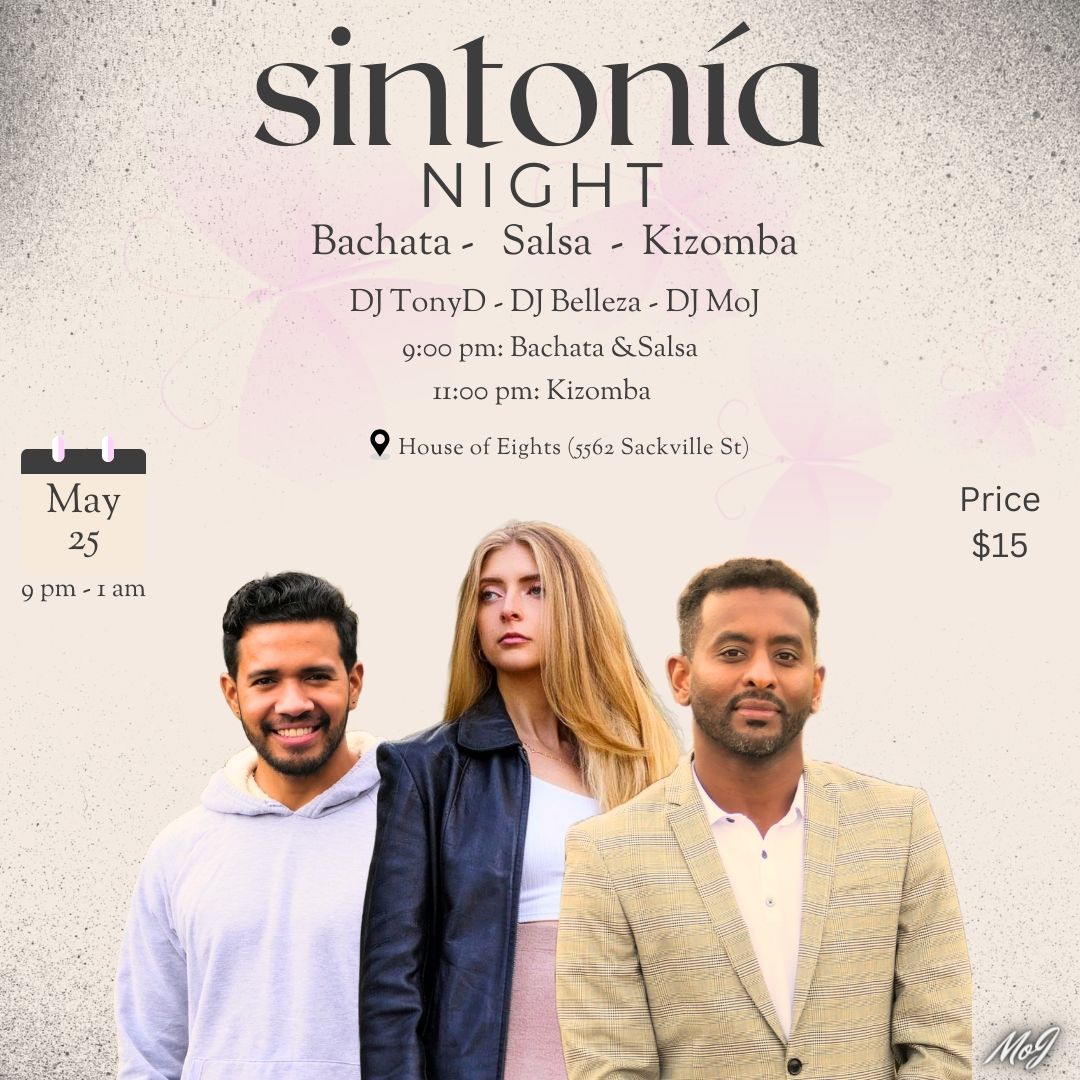 sintonía
NIGHT
Bachata - Salsa - Kizomba
DJ TonyD - DJ Belleza - DJ MoJ
9:00 pm: Bachata &Salsa
11:00 pm: Kizomba
House of Eights (5562 Sackville St)
May
25
9 pm - 1 am
Price
$15
MoJ